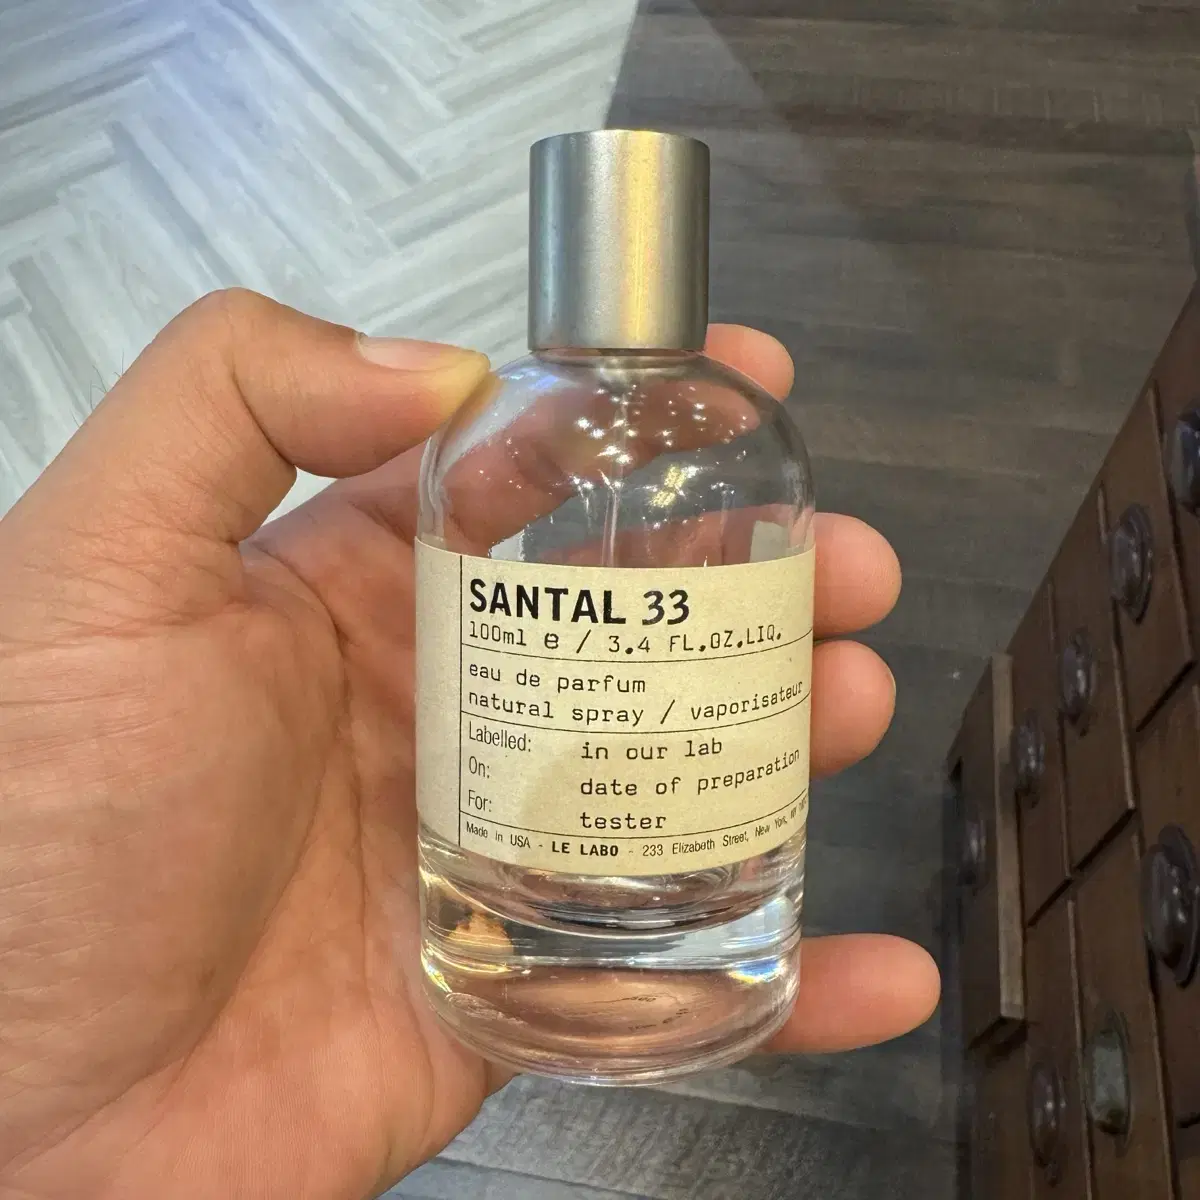 SANTAL 33
100ml e / 3.4 FL.OZ.LIQ.
eau de parfum
natural spray / vaporisateur
Labelled: in our lab
On: date of preparation
For: tester
Made in USA - LE LABO - 233 Elizabeth Street, New York, NY